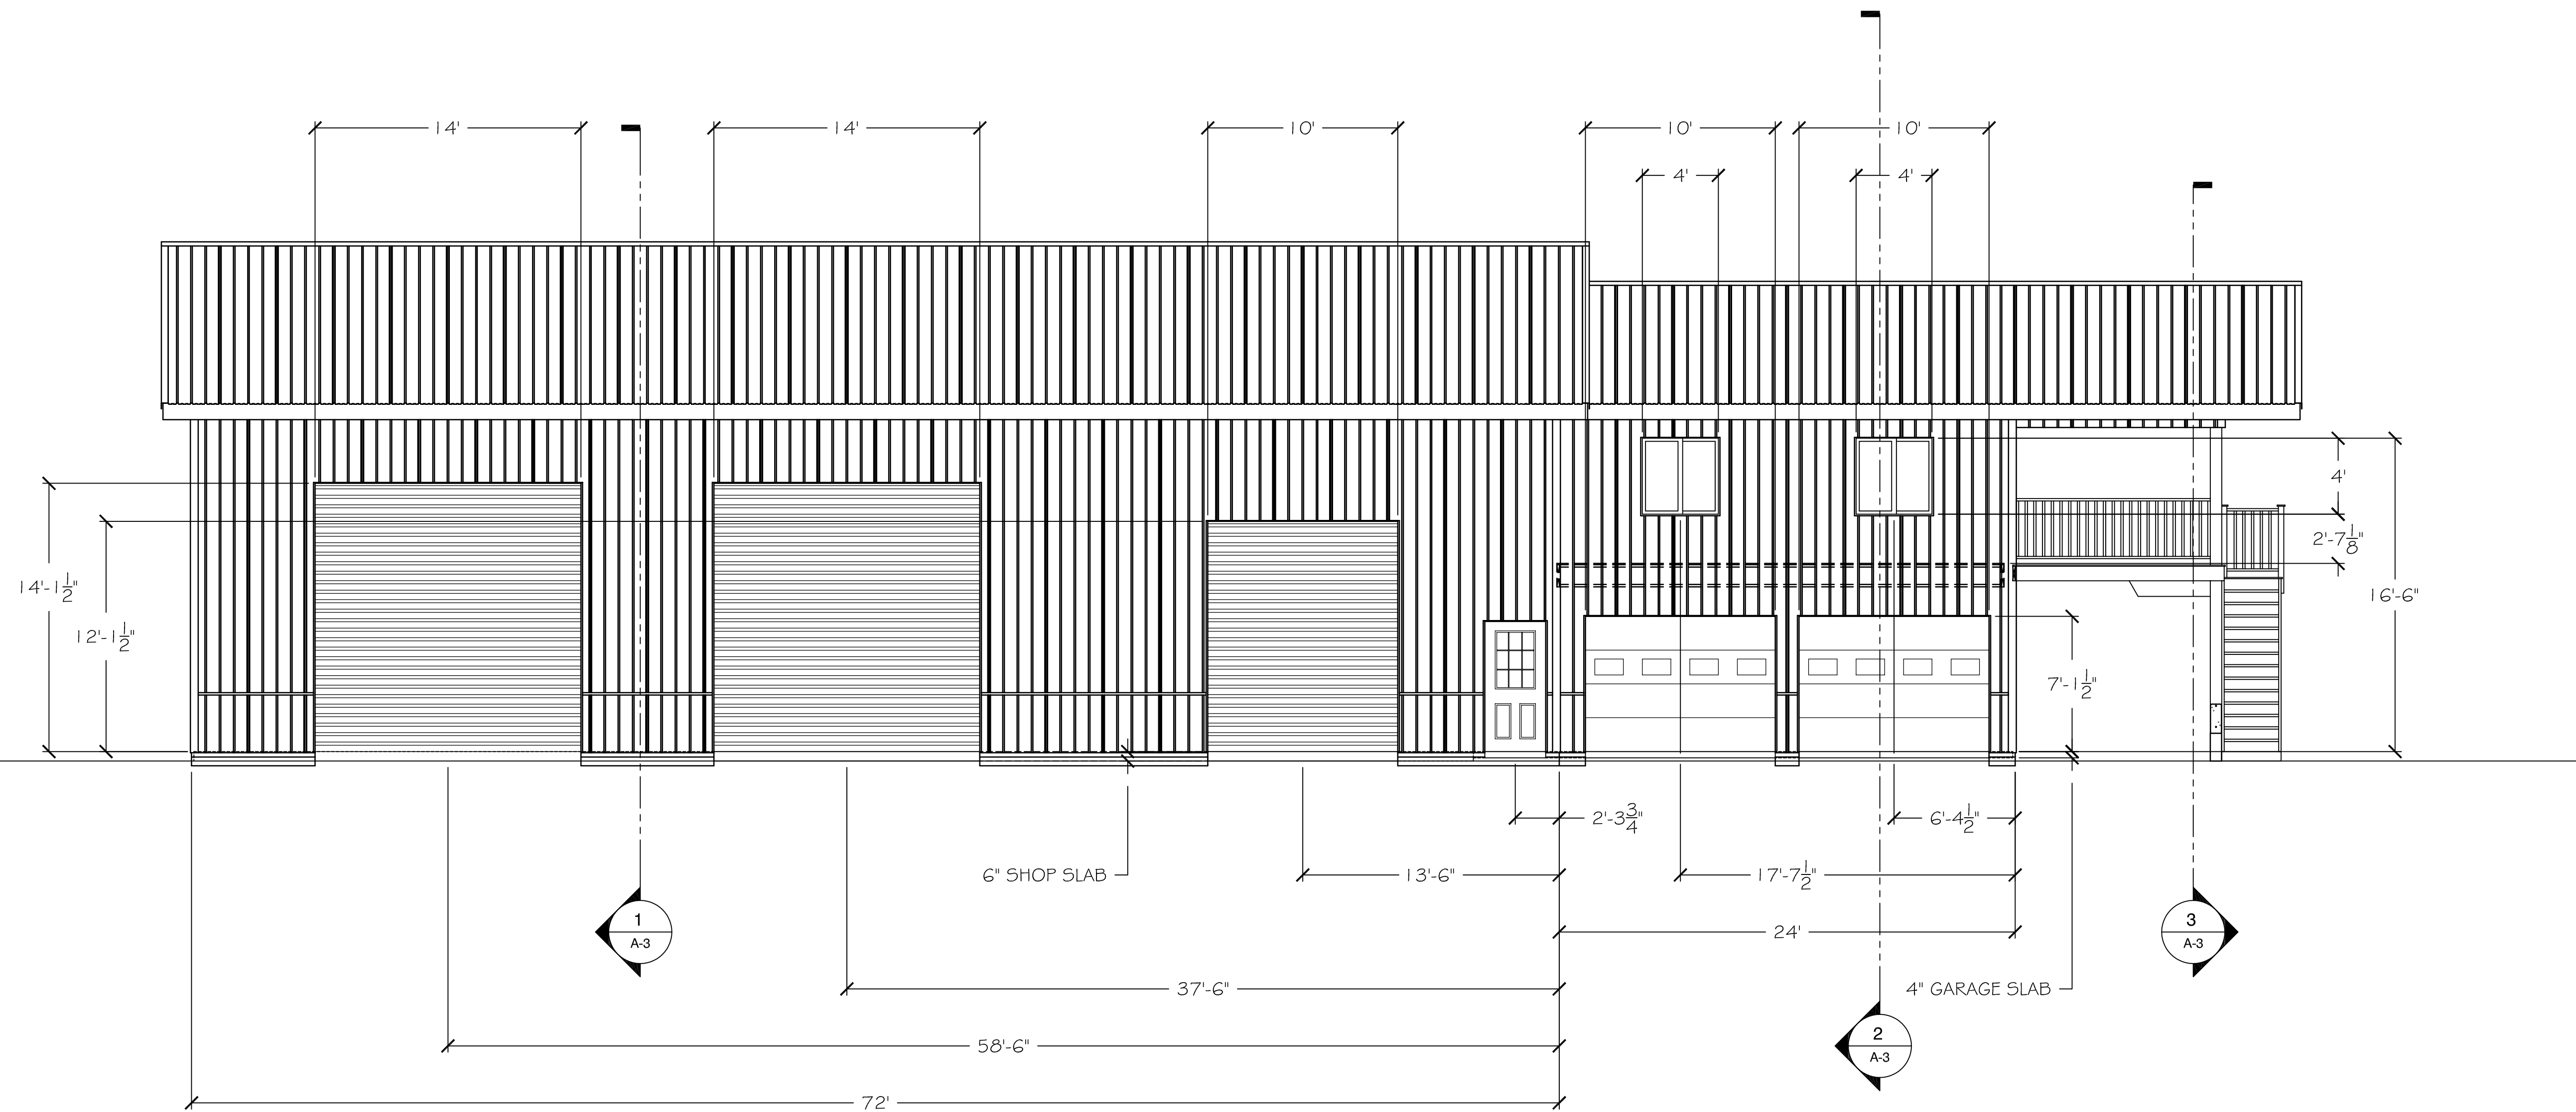 14' 14' 10' 10' 10'
4' 4'
4'
2'-7 1/8"
14'-1 1/2"
16'-6"
12'-1 1/2"
7'-1 1/2"
2'-3 3/4" 6'-4 1/2"
6" SHOP SLAB 13'-6" 17'-7 1/2"
1
A-3
24'
3
A-3
37'-6" 4" GARAGE SLAB
58'-6"
2
A-3
72'